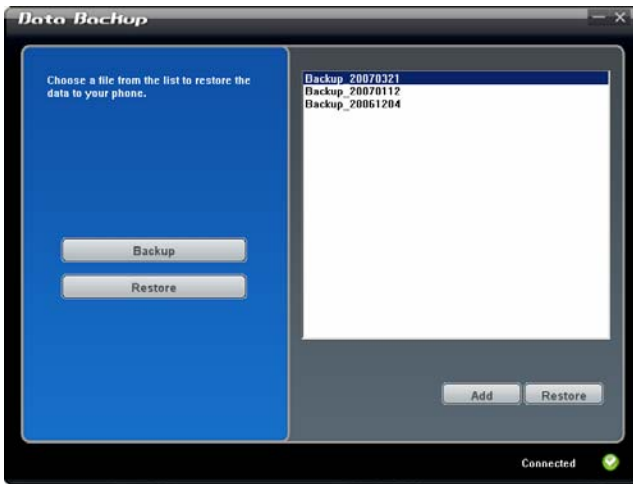 Data Backup
Choose a file from the list to restore the
data to your phone.
Backup
Restore
Backup_20070321
Backup_20070112
Backup_20061204
Add
Restore
Connected